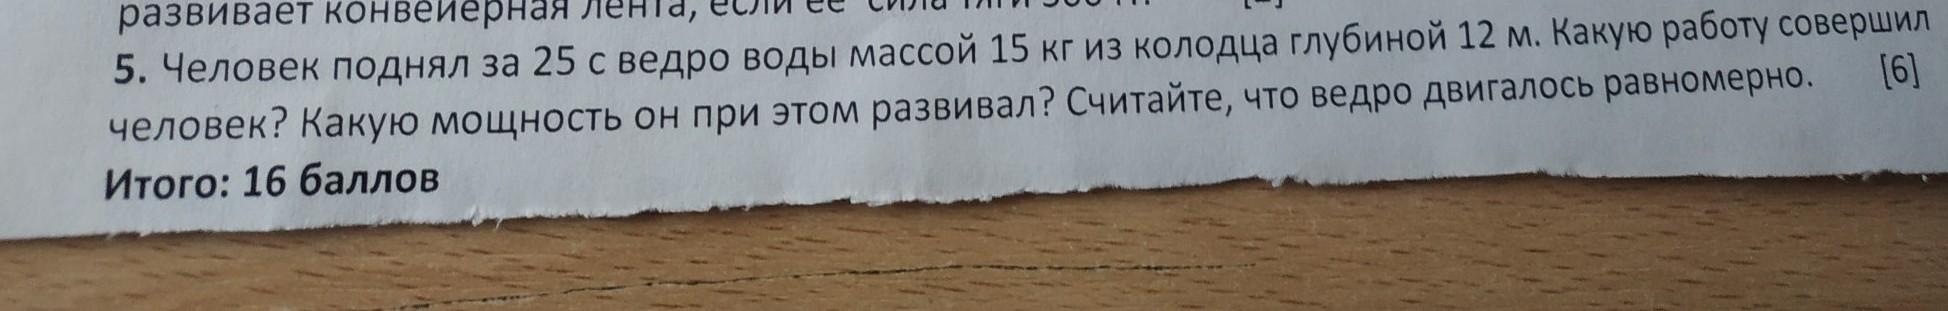 развивает конвейерная лента, если ее сила тяги
5. Человек поднял за 25 с ведро воды массой 15 кг из колодца глубиной 12 м. Какую работу совершил
человек? Какую мощность он при этом развивал? Считайте, что ведро двигалось равномерно. [6]
Итого: 16 баллов